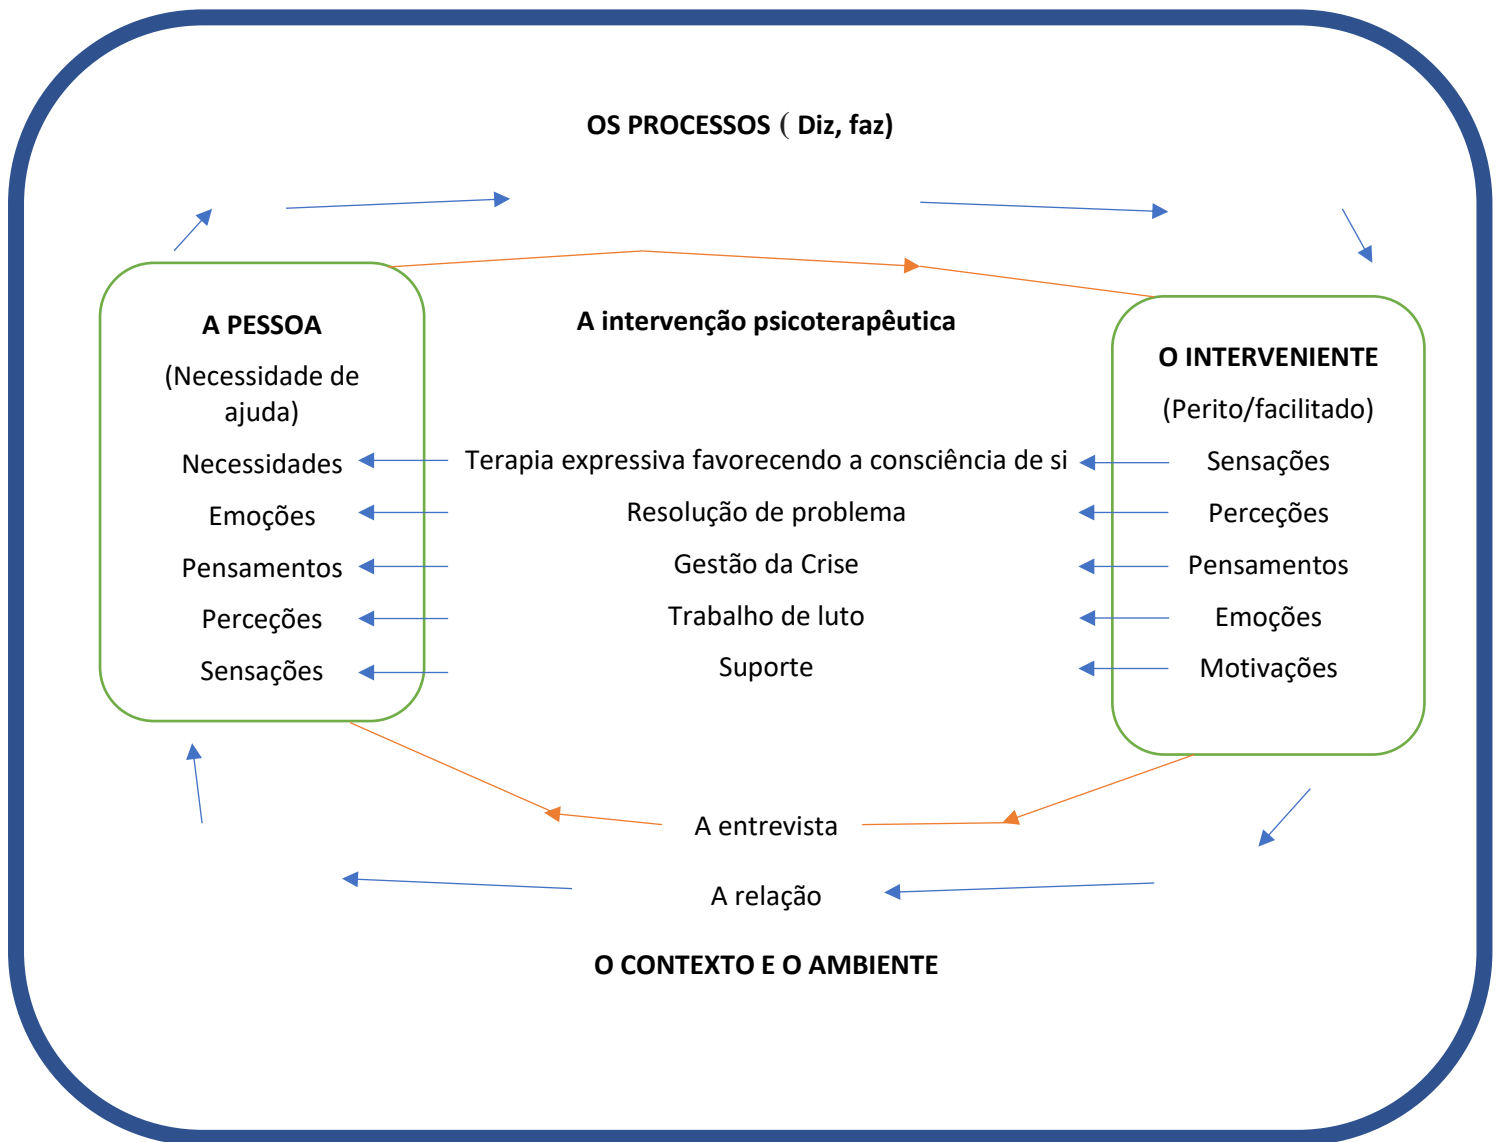 OS PROCESSOS ( Diz, faz)
A PESSOA
(Necessidade de
ajuda)
Necessidades
Emoções
Pensamentos
Perceções
Sensações
A intervenção psicoterapêutica
Terapia expressiva favorecendo a consciência de si
Resolução de problema
Gestão da Crise
Trabalho de luto
Suporte
O INTERVENIENTE
(Perito/facilitado)
Sensações
Perceções
Pensamentos
Emoções
Motivações
A entrevista
A relação
O CONTEXTO E O AMBIENTE